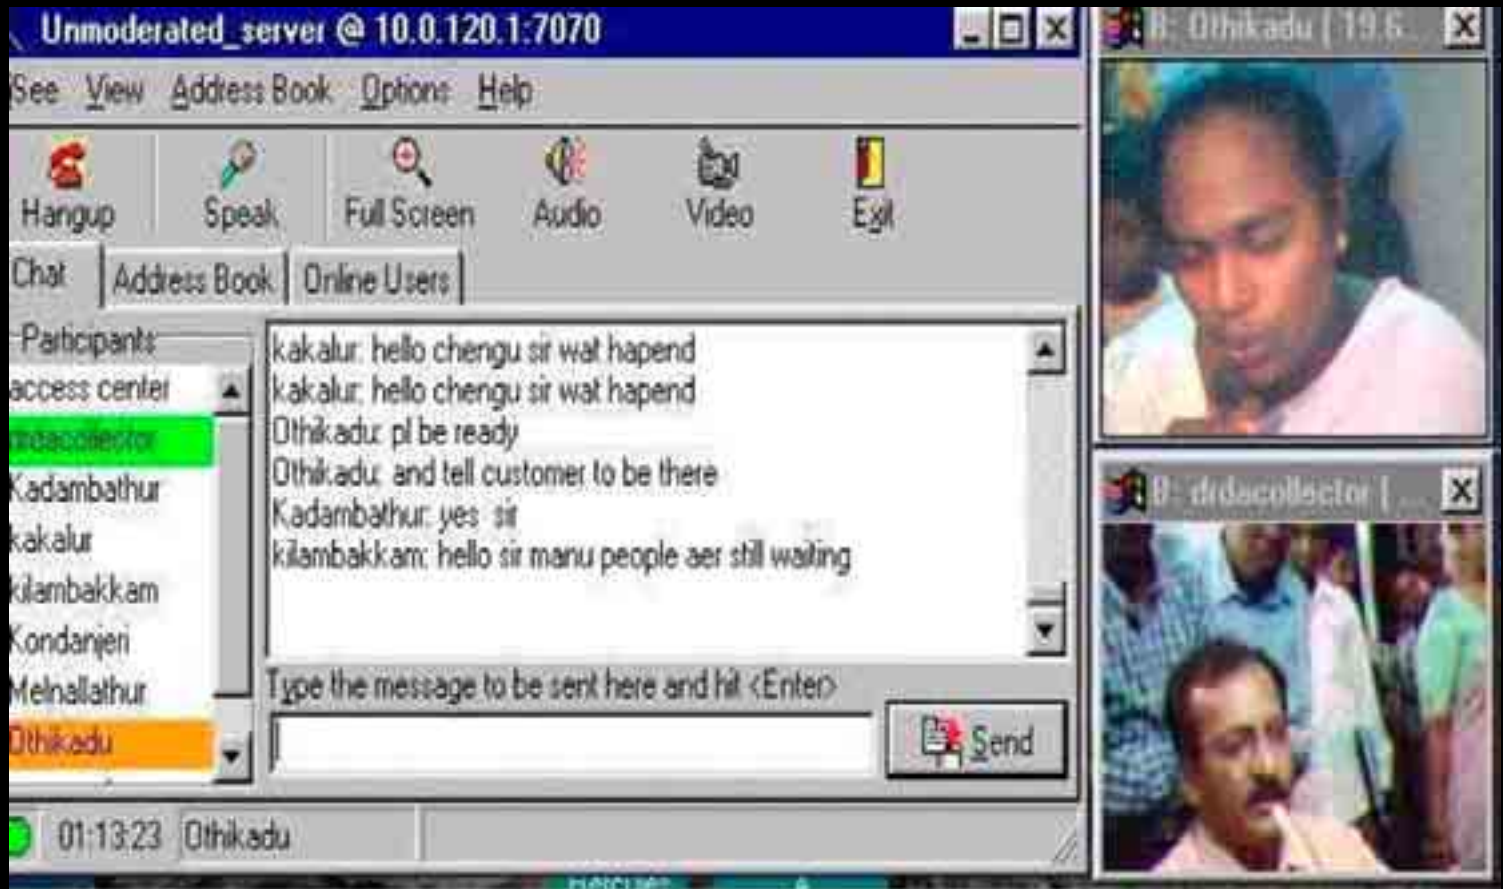 Unmoderated_server @ 10.0.120.1:7070
See View Address Book Options Help
Hangup Speak Full Screen Audio Video Exit
Chat Address Book Online Users
Participants
access center
drdacollector
Kadambathur
kakalur
kilambakkam
Kondanjeri
Melnallathur
Othikadu
kakalur: hello chengu sir wat hapend
kakalur: hello chengu sir wat hapend
Othikadu: pl be ready
Othikadu: and tell customer to be there
Kadambathur: yes sir
kilambakkam: hello sir manu people aer still waiting
Type the message to be sent here and hit <Enter>
Send
01:13:23 Othikadu
8: Othikadu [ 19.6...
8: drdacollector [ ...